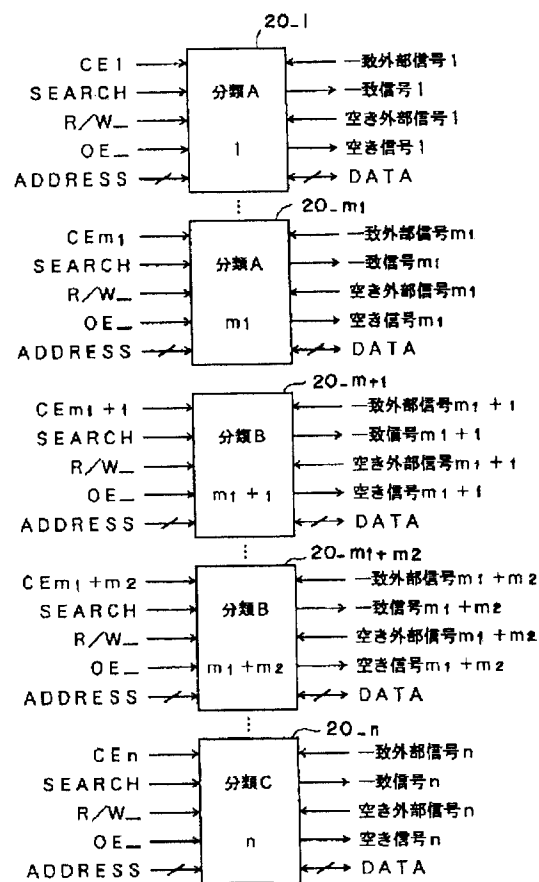 20_1
CE1 一致外部信号1
SEARCH 分類A 一致信号1
R/W_ 空き外部信号1
OE_ 1 空き信号1
ADDRESS DATA
20_m1
CEm1 一致外部信号m1
SEARCH 分類A 一致信号m1
R/W_ 空き外部信号m1
OE_ m1 空き信号m1
ADDRESS DATA
20_m+1
CEm1+1 一致外部信号m1+1
SEARCH 分類B 一致信号m1+1
R/W_ 空き外部信号m1+1
OE_ m1+1 空き信号m1+1
ADDRESS DATA
20_m1+m2
CEm1+m2 一致外部信号m1+m2
SEARCH 分類B 一致信号m1+m2
R/W_ 空き外部信号m1+m2
OE_ m1+m2 空き信号m1+m2
ADDRESS DATA
20_n
CEn 一致外部信号n
SEARCH 分類C 一致信号n
R/W_ 空き外部信号n
OE_ n 空き信号n
ADDRESS DATA